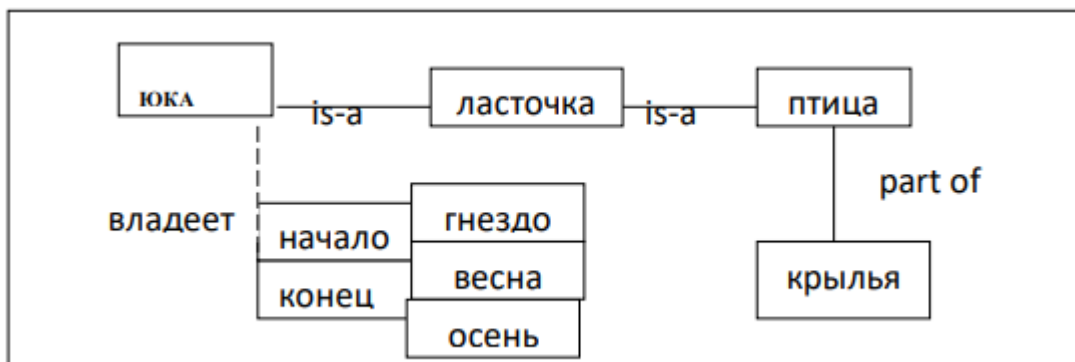 ЮКА
is-a
ласточка
is-a
птица
part of
владеет
начало
гнездо
конец
весна
осень
крылья